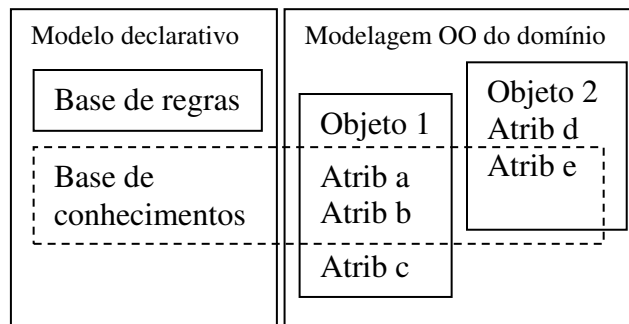 Modelo declarativo
Base de regras
Base de
conhecimentos
Modelagem OO do domínio
Objeto 1
Atrib a
Atrib b
Atrib c
Objeto 2
Atrib d
Atrib e